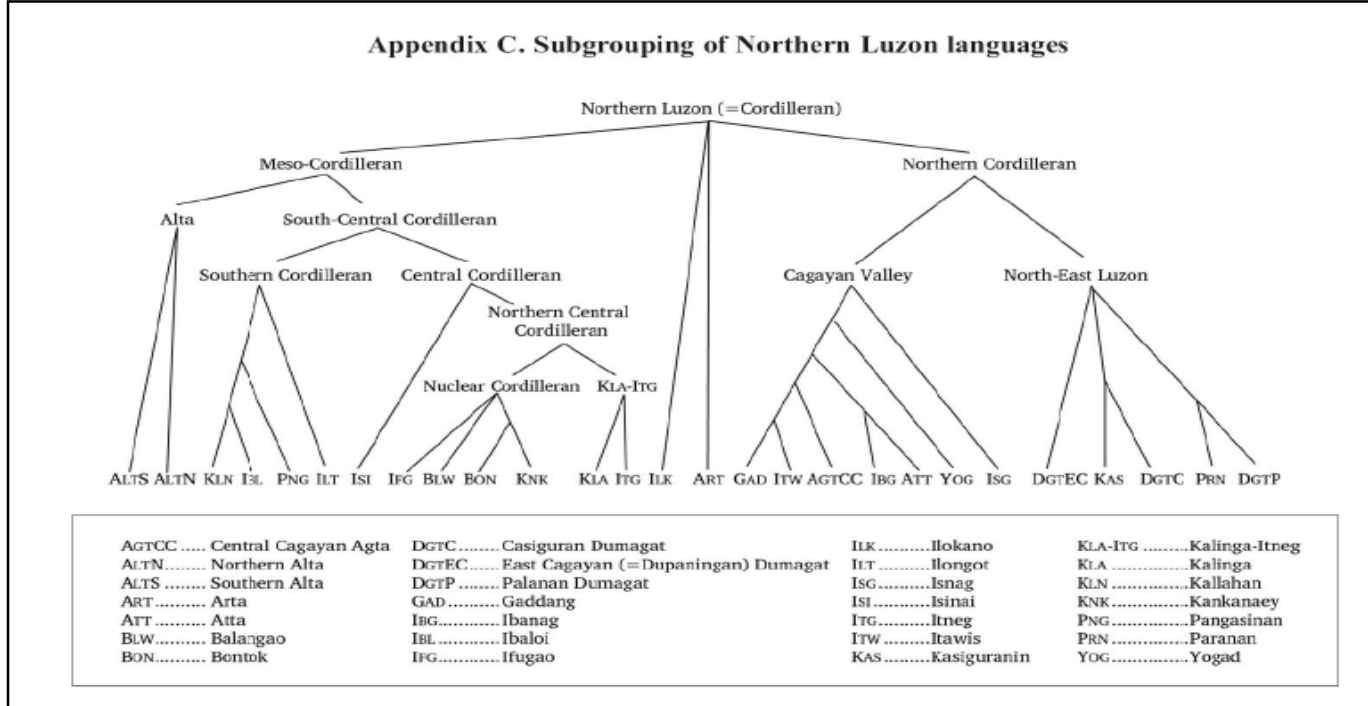 Appendix C. Subgrouping of Northern Luzon languages
Northern Luzon (=Cordilleran)
Meso-Cordilleran Northern Cordilleran
Alta South-Central Cordilleran
Southern Cordilleran Central Cordilleran Cagayan Valley North-East Luzon
Northern Central
Cordilleran
Nuclear Cordilleran KLA-ITG
ALTS ALTN KLN IBL PNG ILT ISI IFG BLW BON KNK KLA ITG ILK ART GAD ITW AGTCC IBG ATT YOG ISG DGTEC KAS DGTC PRN DGTP
AGTCC ..... Central Cagayan Agta DGTC ........ Casiguran Dumagat ILK .......... Ilokano KLA-ITG .......... Kalinga-Itneg
ALTN ......... Northern Alta DGTEC ...... East Cagayan (=Dupaningan) Dumagat ILT .......... Ilongot KLA ................ Kalinga
ALTS ......... Southern Alta DGTP ........ Palanan Dumagat ISG .......... Isnag KLN ................ Kallahan
ART .......... Arta GAD .......... Gaddang ISI ........... Isinai KNK ............... Kankanaey
ATT .......... Atta IBG ........... Ibanag ITG .......... Itneg PNG ............... Pangasinan
BLW .......... Balangao IBL ............ Ibaloi ITW ......... Itawis PRN ............... Paranan
BON .......... Bontok IFG ............ Ifugao KAS ......... Kasiguranin YOG ............... Yogad